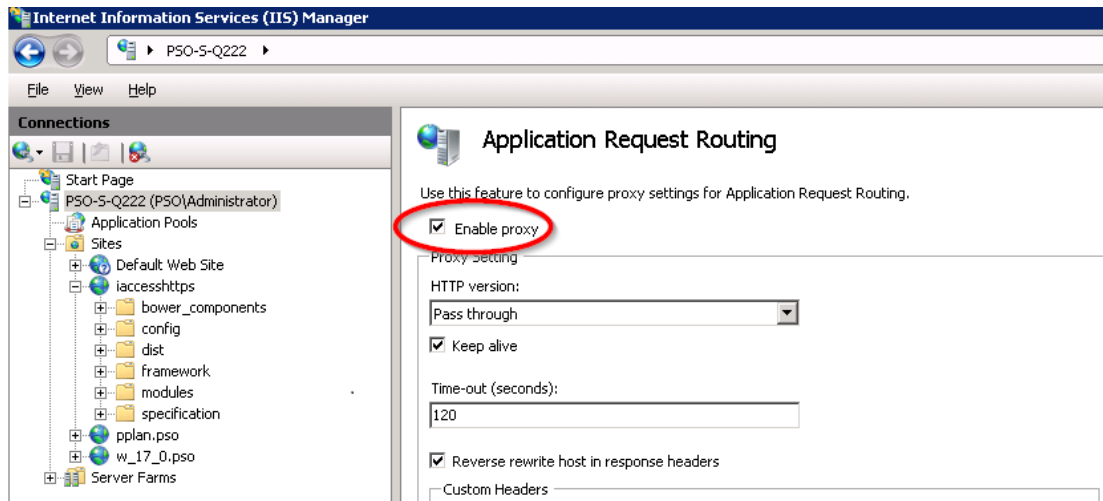 Internet Information Services (IIS) Manager
PSO-S-Q222
File View Help
Connections
Start Page
PSO-S-Q222 (PSO\Administrator)
Application Pools
Sites
Default Web Site
iaccesshttps
bower_components
config
dist
framework
modules
specification
pplan.pso
w_17_0.pso
Server Farms
Application Request Routing
Use this feature to configure proxy settings for Application Request Routing.
Enable proxy
Proxy Setting
HTTP version:
Pass through
Keep alive
Time-out (seconds):
120
Reverse rewrite host in response headers
Custom Headers